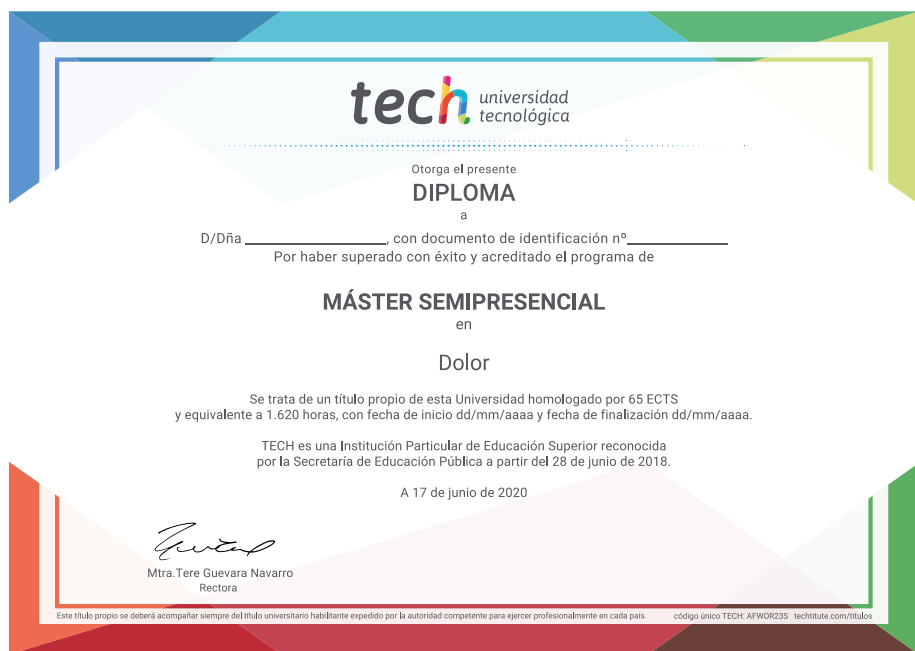 tech universidad
tecnológica
Otorga el presente
DIPLOMA
a
D/Dña ____________________, con documento de identificación nº______________
Por haber superado con éxito y acreditado el programa de
MÁSTER SEMIPRESENCIAL
en
Dolor
Se trata de un título propio de esta Universidad homologado por 65 ECTS
y equivalente a 1.620 horas, con fecha de inicio dd/mm/aaaa y fecha de finalización dd/mm/aaaa.
TECH es una Institución Particular de Educación Superior reconocida
por la Secretaría de Educación Pública a partir del 28 de junio de 2018.
A 17 de junio de 2020
Mtra.Tere Guevara Navarro
Rectora
Este título propio se deberá acompañar siempre del título universitario habilitante expedido por la autoridad competente para ejercer profesionalmente en cada país. código único TECH: AFWOR23S techtitute.com/titulos